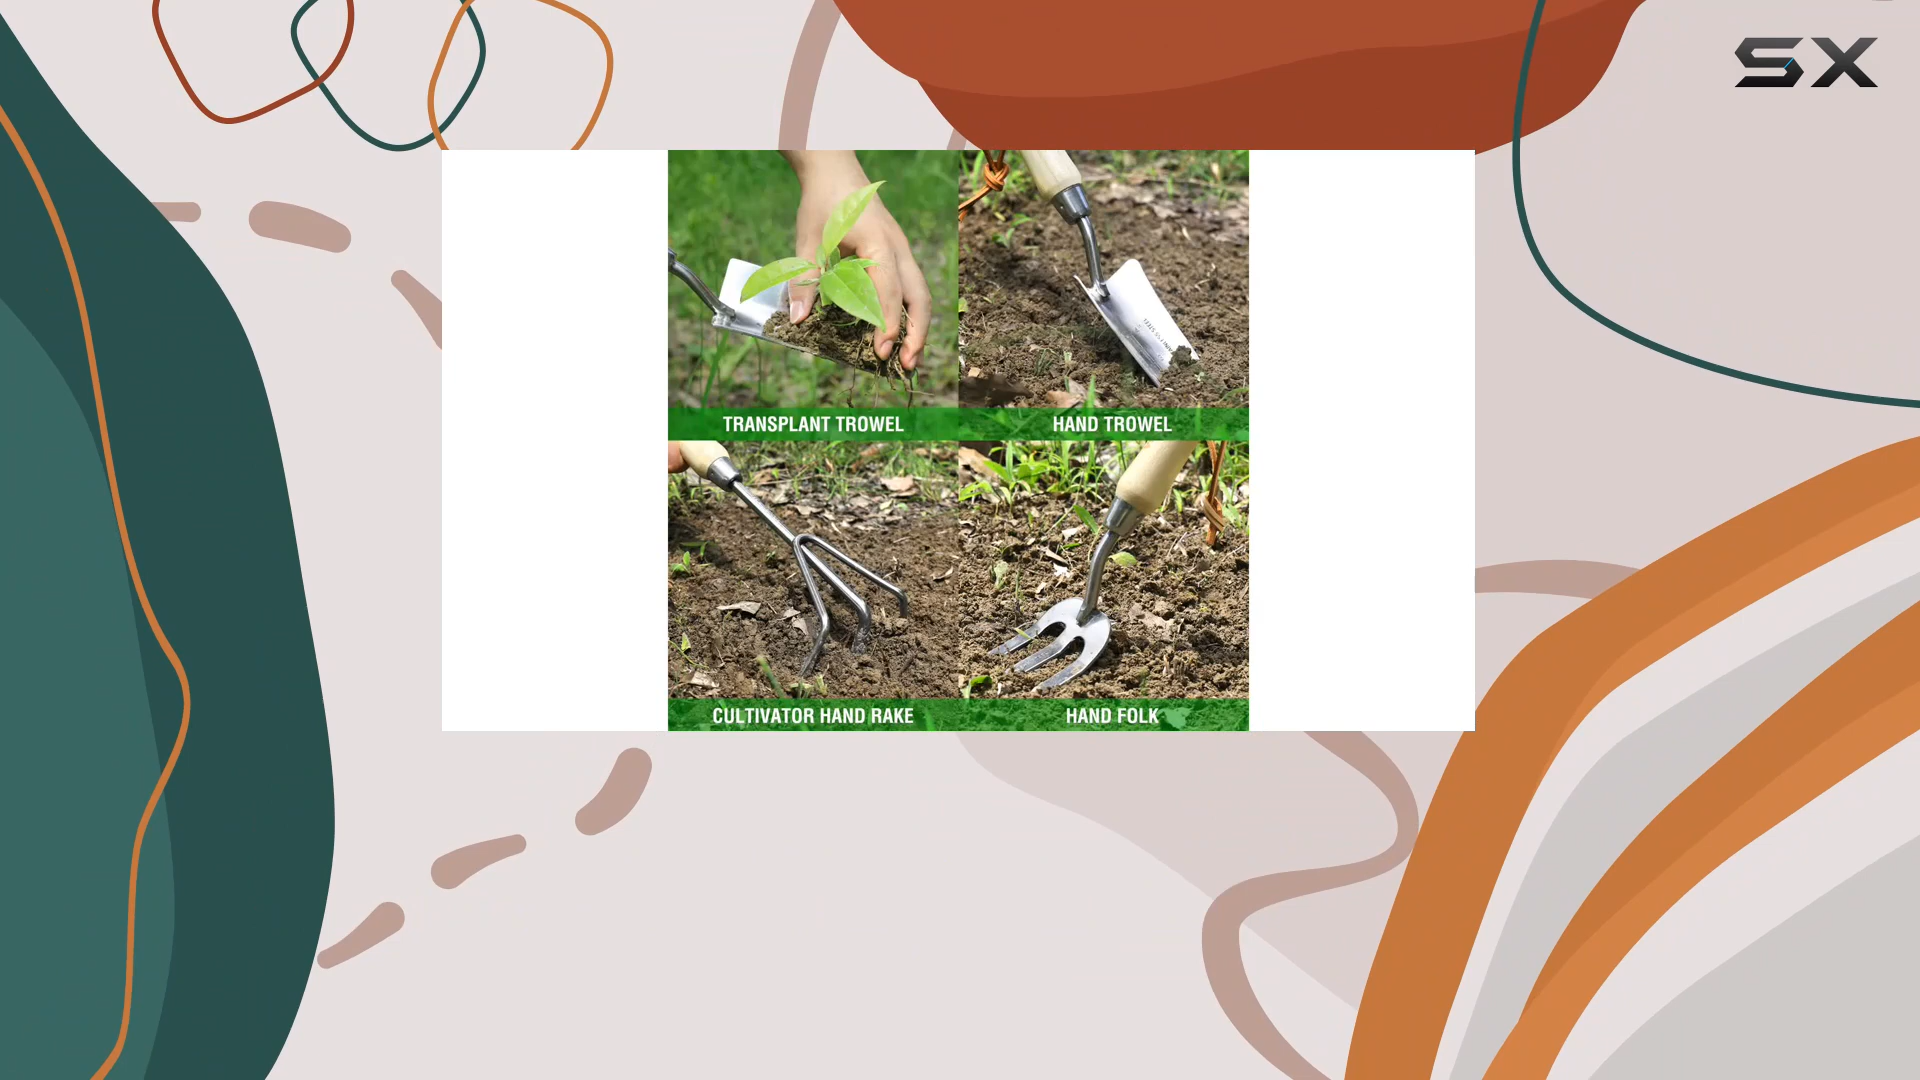 SX
TRANSPLANT TROWEL
HAND TROWEL
CULTIVATOR HAND RAKE
HAND FOLK